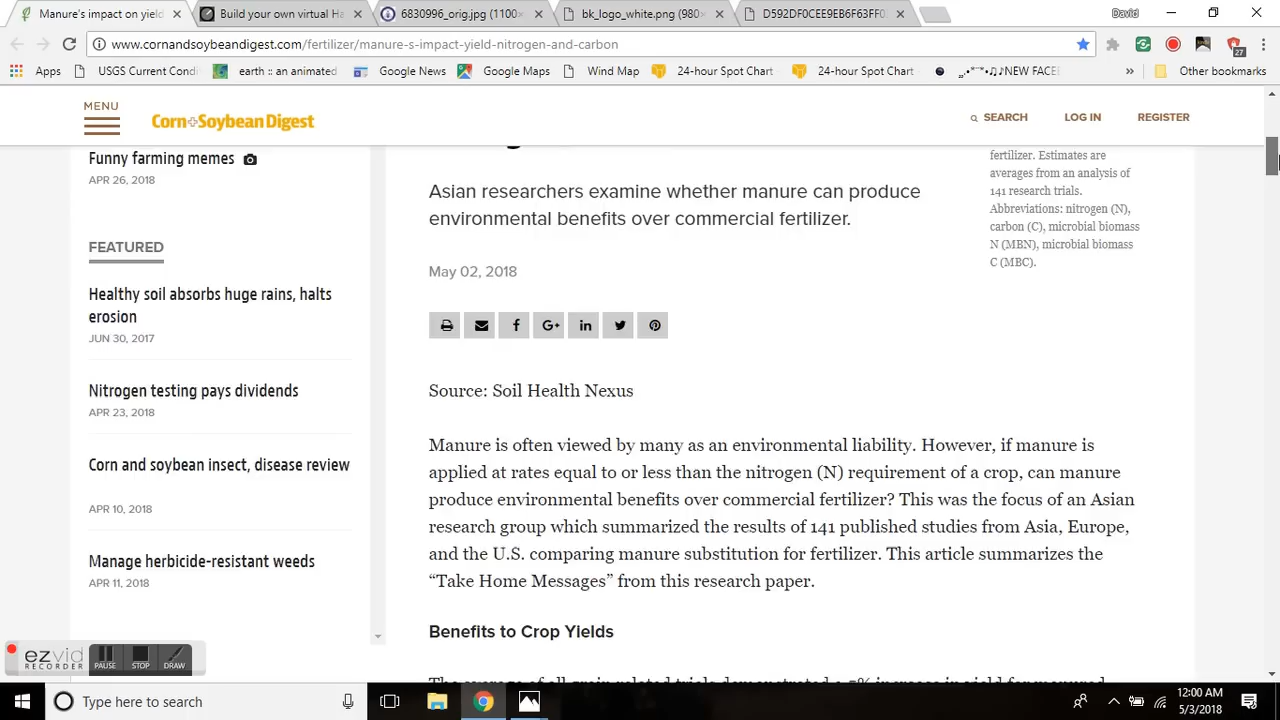 Manure's impact on yield
Build your own virtual Ha
6830996_orig.jpg (1100×
bk_logo_white.png (980×
D592DF0CEE9EB6F63FF0
David
www.cornandsoybeandigest.com/fertilizer/manure-s-impact-yield-nitrogen-and-carbon
27
Apps
USGS Current Condi
earth :: an animated
Google News
Google Maps
Wind Map
24-hour Spot Chart
24-hour Spot Chart
NEW FACE
»
Other bookmarks
MENU
Corn+Soybean Digest
SEARCH
LOG IN
REGISTER
Funny farming memes
APR 26, 2018
FEATURED
Healthy soil absorbs huge rains, halts
erosion
JUN 30, 2017
Nitrogen testing pays dividends
APR 23, 2018
Corn and soybean insect, disease review
APR 10, 2018
Manage herbicide-resistant weeds
APR 11, 2018
Asian researchers examine whether manure can produce
environmental benefits over commercial fertilizer.
May 02, 2018
fertilizer. Estimates are
averages from an analysis of
141 research trials.
Abbreviations: nitrogen (N),
carbon (C), microbial biomass
N (MBN), microbial biomass
C (MBC).
Source: Soil Health Nexus
Manure is often viewed by many as an environmental liability. However, if manure is
applied at rates equal to or less than the nitrogen (N) requirement of a crop, can manure
produce environmental benefits over commercial fertilizer? This was the focus of an Asian
research group which summarized the results of 141 published studies from Asia, Europe,
and the U.S. comparing manure substitution for fertilizer. This article summarizes the
“Take Home Messages” from this research paper.
Benefits to Crop Yields
ezvid
RECORDER
PAUSE
STOP
DRAW
Type here to search
12:00 AM
5/3/2018